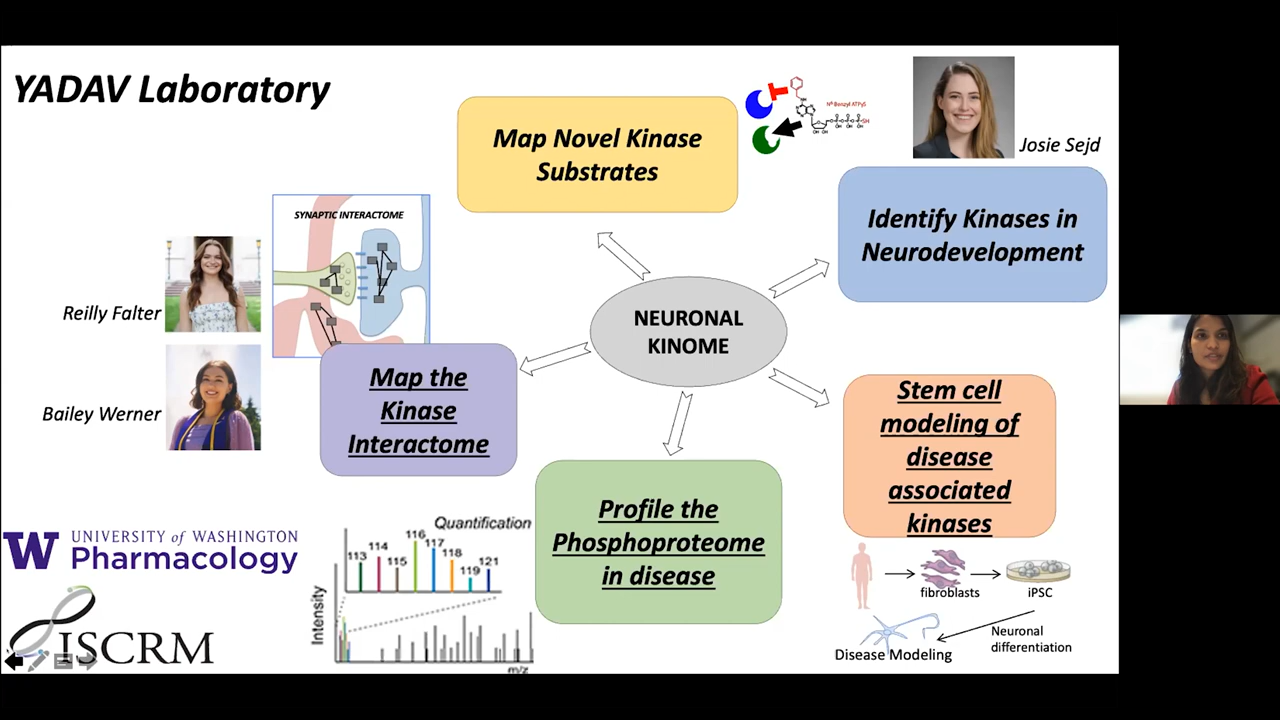 YADAV Laboratory
Map Novel Kinase
Substrates
N⁶ Benzyl ATPγS
Josie Sejd
Identify Kinases in
Neurodevelopment
SYNAPTIC INTERACTOME
Reilly Falter
Bailey Werner
NEURONAL
KINOME
Map the
Kinase
Interactome
Stem cell
modeling of
disease
associated
kinases
Profile the
Phosphoproteome
in disease
W UNIVERSITY of WASHINGTON
Pharmacology
ISCRM
Quantification
113
114
115
116
117
118
119
121
Intensity
m/z
fibroblasts
iPSC
Neuronal
differentiation
Disease Modeling